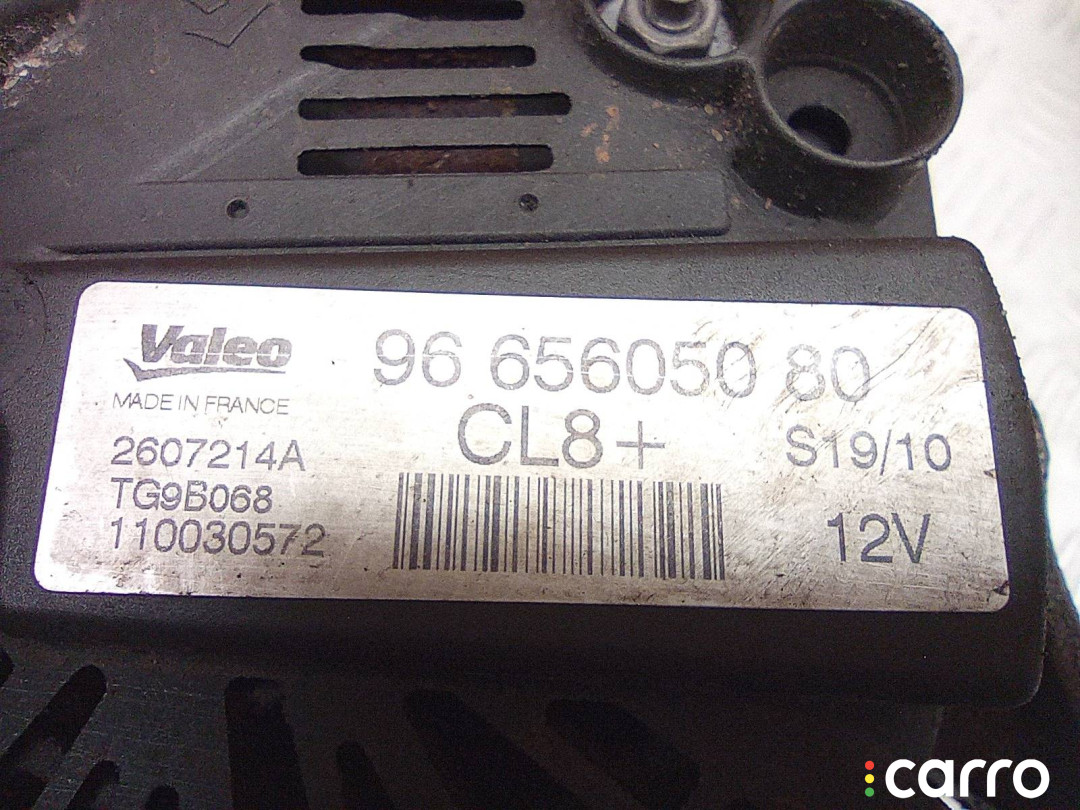 Valeo
MADE IN FRANCE
96 656050 80
CL8+
2607214A
TG9B068
110030572
S19/10
12V
carro